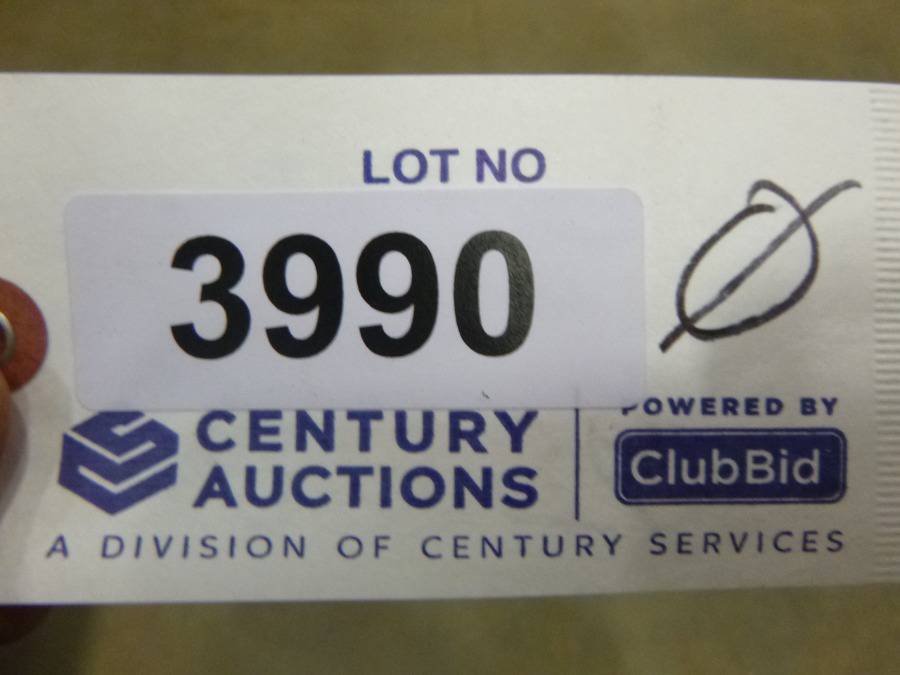 LOT NO
3990 Ø
CENTURY
AUCTIONS
POWERED BY
ClubBid
A DIVISION OF CENTURY SERVICES